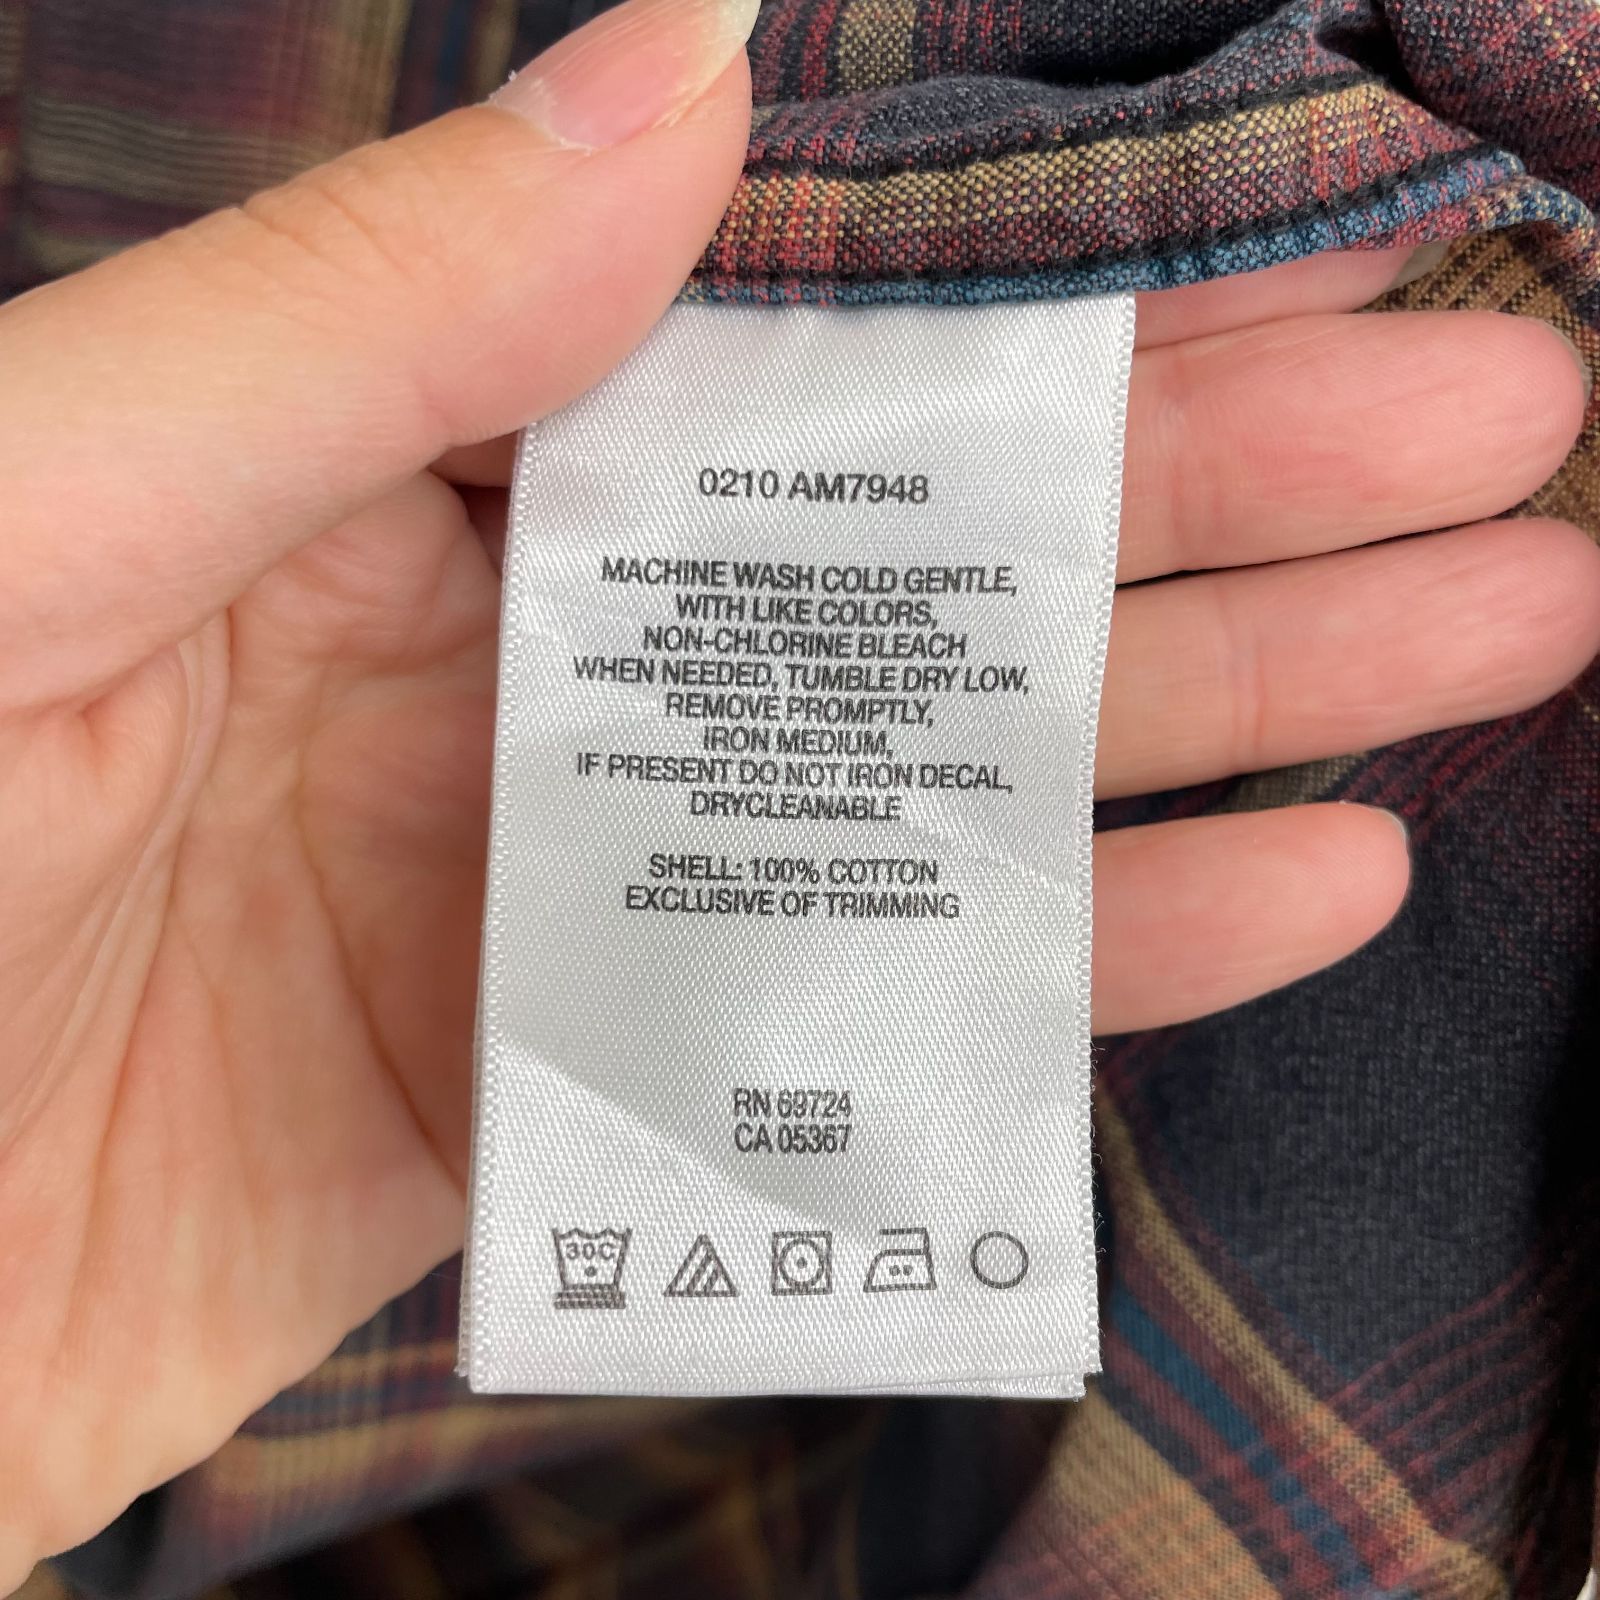 0210 AM7948
MACHINE WASH COLD GENTLE,
WITH LIKE COLORS,
NON-CHLORINE BLEACH
WHEN NEEDED, TUMBLE DRY LOW,
REMOVE PROMPTLY,
IRON MEDIUM,
IF PRESENT DO NOT IRON DECAL,
DRYCLEANABLE
SHELL: 100% COTTON
EXCLUSIVE OF TRIMMING
RN 69724
CA 05367
30C